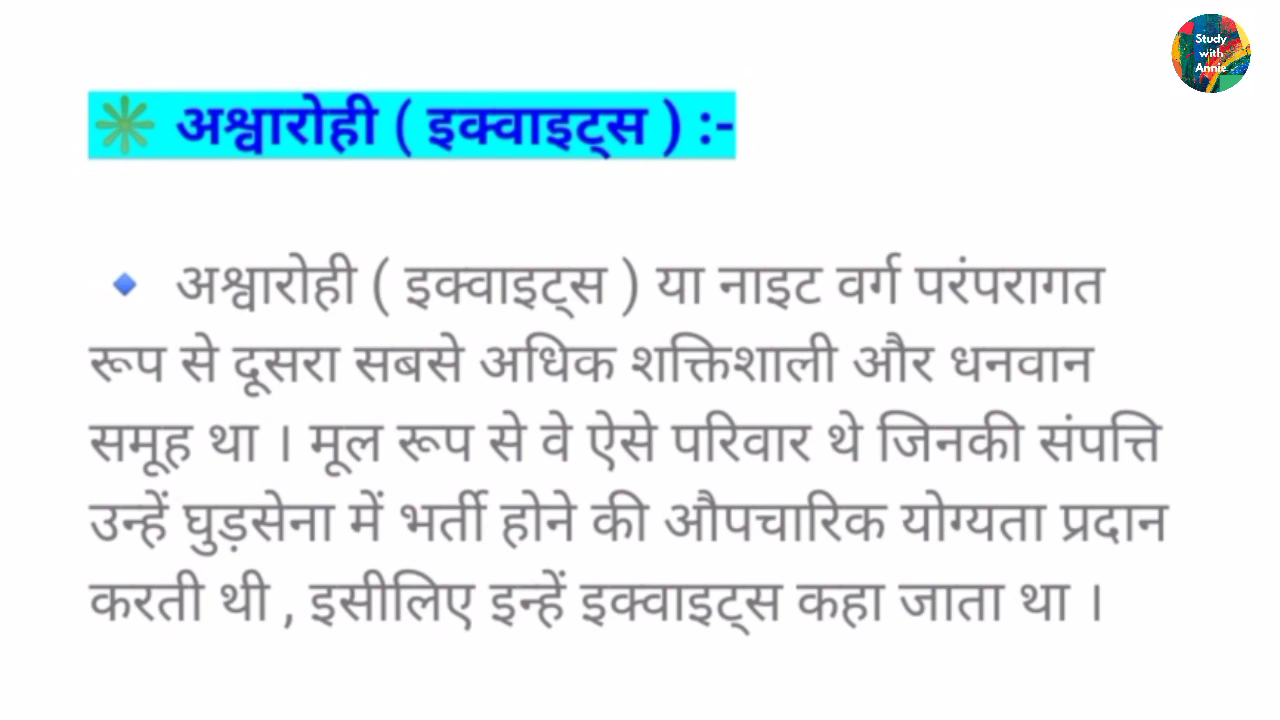 Study
with
Annie
✳️ अश्वारोही ( इक्वाइट्स ) :-
🔹 अश्वारोही ( इक्वाइट्स ) या नाइट वर्ग परंपरागत
रूप से दूसरा सबसे अधिक शक्तिशाली और धनवान
समूह था । मूल रूप से वे ऐसे परिवार थे जिनकी संपत्ति
उन्हें घुड़सेना में भर्ती होने की औपचारिक योग्यता प्रदान
करती थी , इसीलिए इन्हें इक्वाइट्स कहा जाता था ।